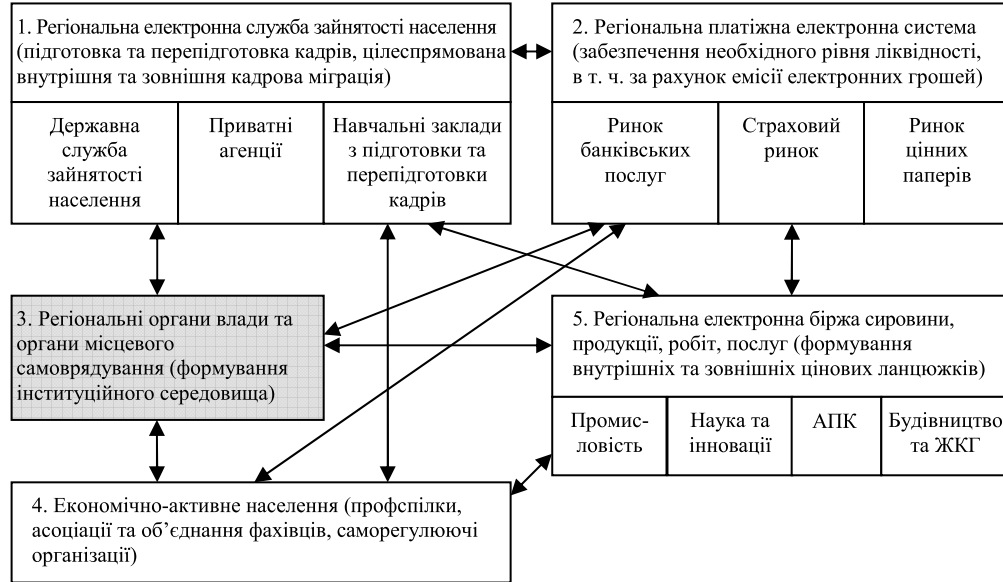 1. Регіональна електронна служба зайнятості населення
(підготовка та перепідготовка кадрів, цілеспрямована
внутрішня та зовнішня кадрова міграція)
Державна
служба
зайнятості
населення
Приватні
агенції
Навчальні заклади
з підготовки та
перепідготовки
кадрів
2. Регіональна платіжна електронна система
(забезпечення необхідного рівня ліквідності,
в т. ч. за рахунок емісії електронних грошей)
Ринок
банківських
послуг
Страховий
ринок
Ринок
цінних
паперів
3. Регіональні органи влади та
органи місцевого
самоврядування (формування
інституційного середовища)
5. Регіональна електронна біржа сировини,
продукції, робіт, послуг (формування
внутрішніх та зовнішніх цінових ланцюжків)
Промис-
ловість
Наука та
інновації
АПК
Будівництво
та ЖКГ
4. Економічно-активне населення (профспілки,
асоціації та об’єднання фахівців, саморегулюючі
організації)